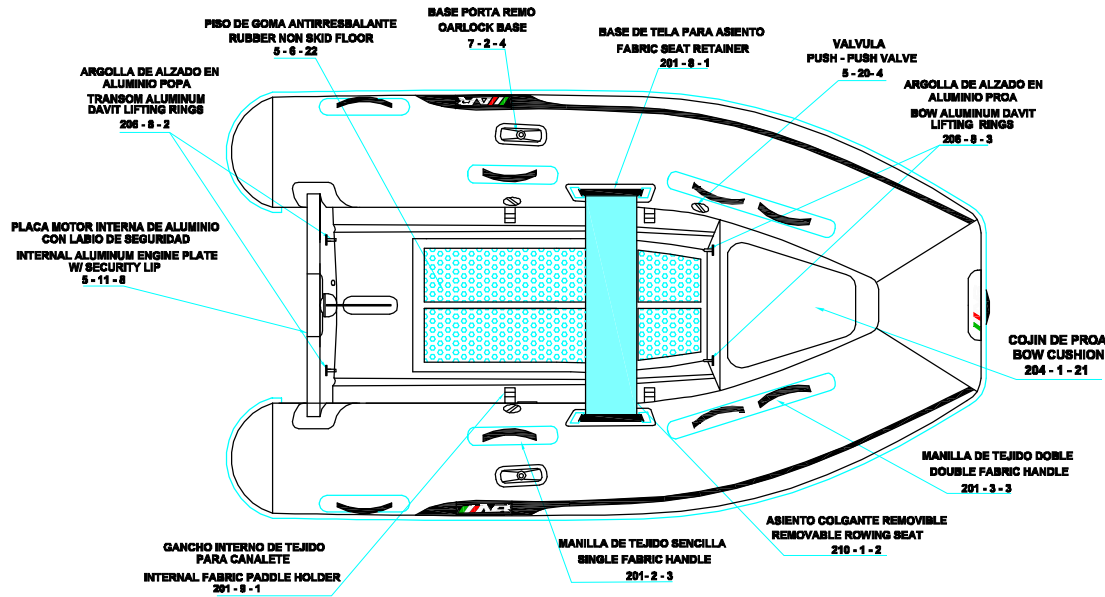 PISO DE GOMA ANTIRRESBALANTE
RUBBER NON SKID FLOOR
5 - 6 - 22
BASE PORTA REMO
OARLOCK BASE
7 - 2 - 4
BASE DE TELA PARA ASIENTO
FABRIC SEAT RETAINER
201 - 8 - 1
VALVULA
PUSH - PUSH VALVE
5 - 20 - 4
ARGOLLA DE ALZADO EN
ALUMINIO POPA
TRANSOM ALUMINUM
DAVIT LIFTING RINGS
206 - 8 - 2
ARGOLLA DE ALZADO EN
ALUMINIO PROA
BOW ALUMINUM DAVIT
LIFTING RINGS
206 - 8 - 3
PLACA MOTOR INTERNA DE ALUMINIO
CON LABIO DE SEGURIDAD
INTERNAL ALUMINUM ENGINE PLATE
W/ SECURITY LIP
5 - 11 - 8
COJIN DE PROA
BOW CUSHION
204 - 1 - 21
MANILLA DE TEJIDO DOBLE
DOUBLE FABRIC HANDLE
201 - 3 - 3
ASIENTO COLGANTE REMOVIBLE
REMOVABLE ROWING SEAT
210 - 1 - 2
MANILLA DE TEJIDO SENCILLA
SINGLE FABRIC HANDLE
201 - 2 - 3
GANCHO INTERNO DE TEJIDO
PARA CANALETE
INTERNAL FABRIC PADDLE HOLDER
201 - 9 - 1